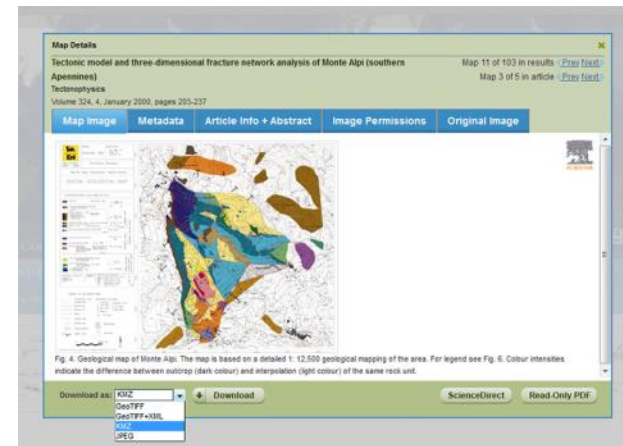 Map Details
Tectonic model and three-dimensional fracture network analysis of Monte Alpi (southern Apennines)
Map 11 of 103 in results Prev Next
Map 3 of 5 in article Prev Next
Tectonophysics
Volume 324, 4, January 2000, pages 203-237
Map Image Metadata Article Info + Abstract Image Permissions Original Image
Fig. 4. Geological map of Monte Alpi. The map is based on a detailed 1: 12,500 geological mapping of the area. For legend see Fig. 6. Colour intensities
indicate the difference between outcrop (dark colour) and interpolation (light colour) of the same rock unit.
Download as: KMZ Download ScienceDirect Read-Only PDF
GeoTIFF
GeoTIFF+XML
KMZ
JPEG